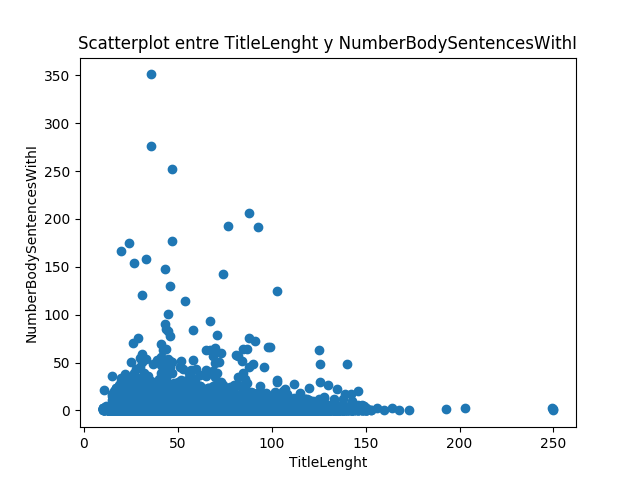 Scatterplot entre TitleLenght y NumberBodySentencesWithI
350
300
250
200
150
100
50
0
NumberBodySentencesWithI
0 50 100 150 200 250
TitleLenght